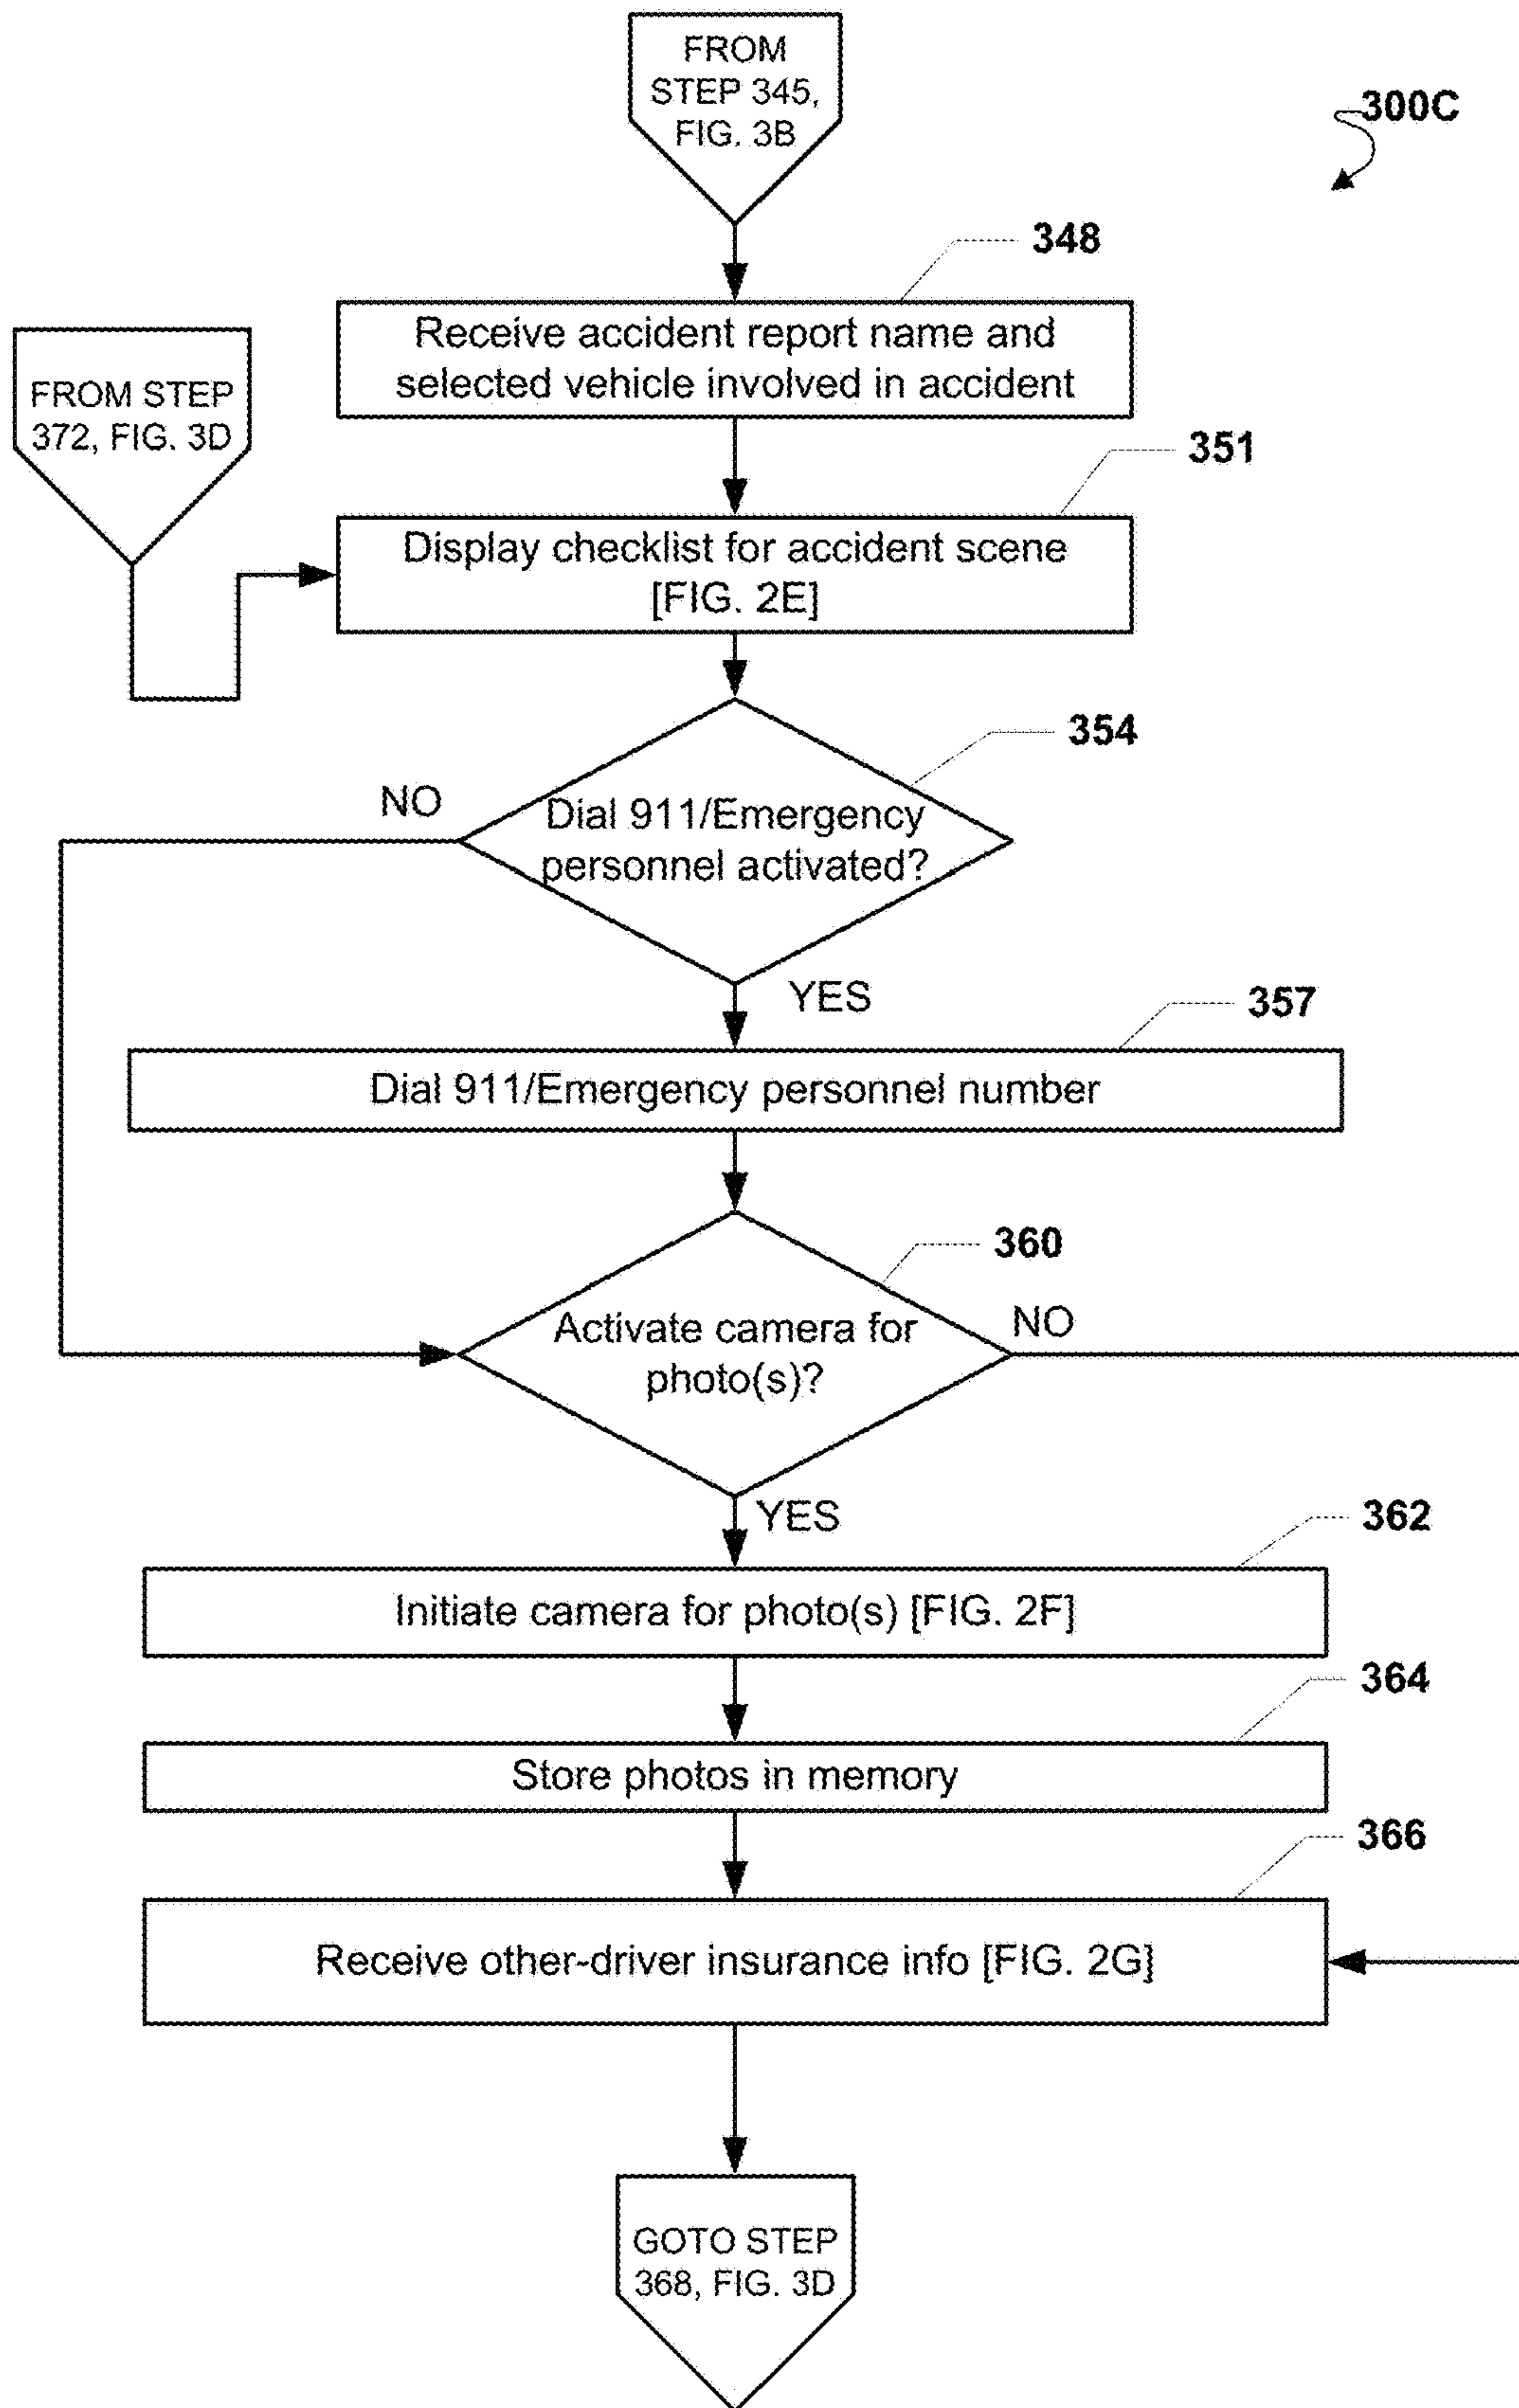 FROM
STEP 345,
FIG. 3B
300C
348
Receive accident report name and
selected vehicle involved in accident
FROM STEP
372, FIG. 3D
351
Display checklist for accident scene
[FIG. 2E]
354
NO
Dial 911/Emergency
personnel activated?
YES
357
Dial 911/Emergency personnel number
360
NO
Activate camera for
photo(s)?
YES
362
Initiate camera for photo(s) [FIG. 2F]
364
Store photos in memory
366
Receive other-driver insurance info [FIG. 2G]
GOTO STEP
368, FIG. 3D